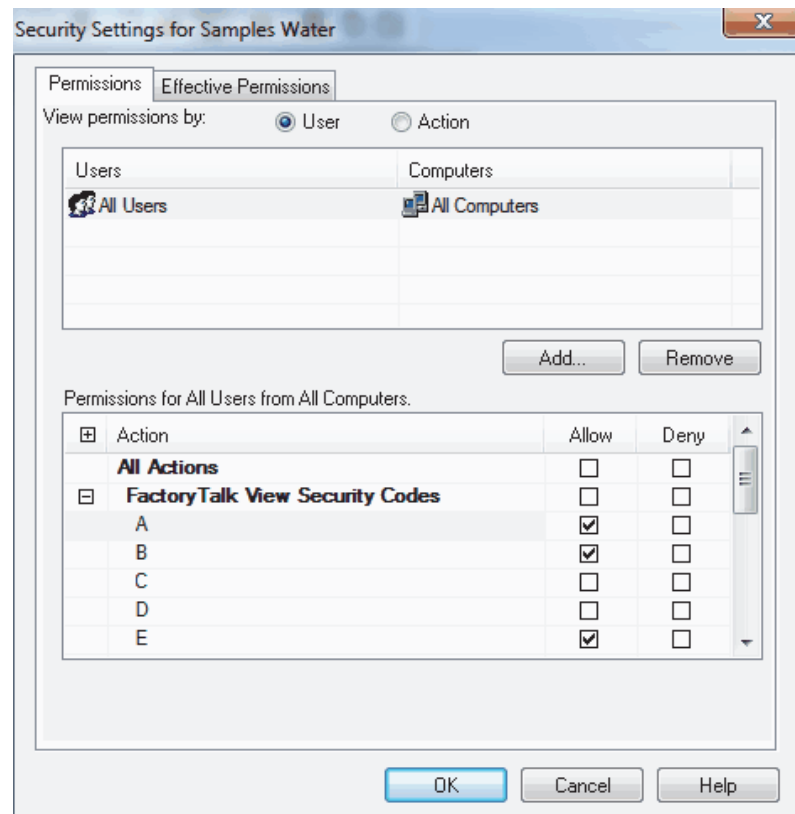 Security Settings for Samples Water
Permissions Effective Permissions
View permissions by: User Action
Users Computers
All Users All Computers
Add... Remove
Permissions for All Users from All Computers.
Action Allow Deny
All Actions
FactoryTalk View Security Codes
A
B
C
D
E
OK Cancel Help